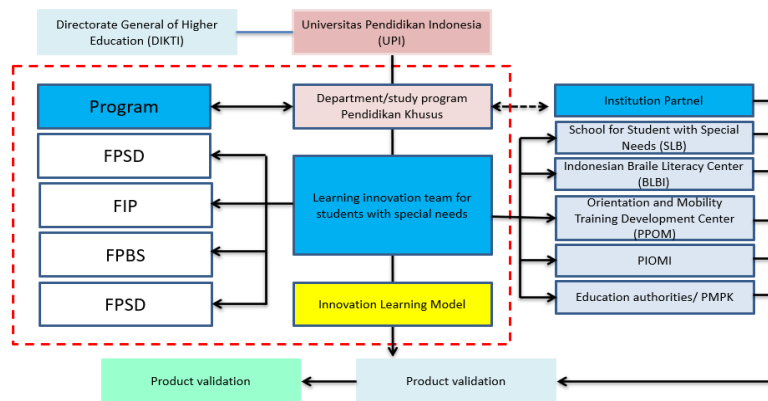 Directorate General of Higher
Education (DIKTI)
Universitas Pendidikan Indonesia
(UPI)
Program
Department/study program
Pendidikan Khusus
Institution Partnel
FPSD
FIP
FPBS
FPSD
Learning innovation team for
students with special needs
Innovation Learning Model
School for Student with Special
Needs (SLB)
Indonesian Braile Literacy Center
(BLBI)
Orientation and Mobility
Training Development Center
(PPOM)
PIOMI
Education authorities/ PMPK
Product validation
Product validation